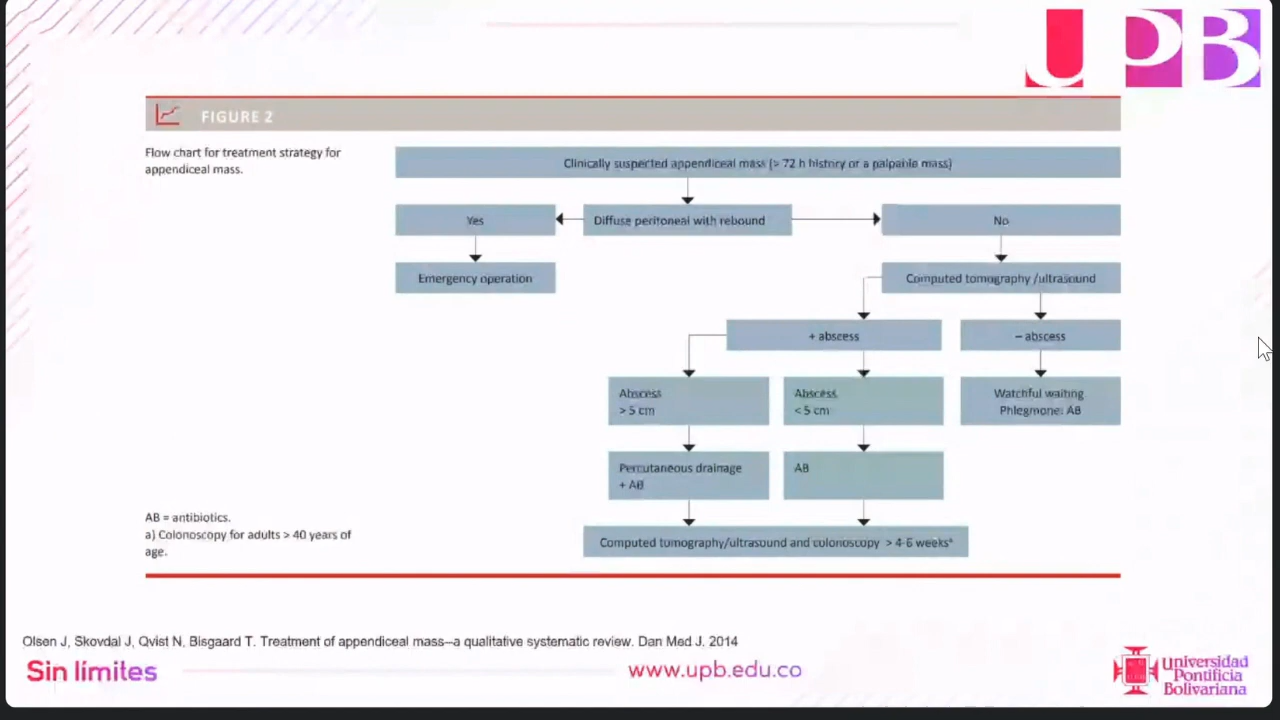 UPB
FIGURE 2
Flow chart for treatment strategy for
appendiceal mass.
Clinically suspected appendiceal mass (> 72 h history or a palpable mass)
Yes
Diffuse peritoneal with rebound
No
Emergency operation
Computed tomography /ultrasound
+ abscess
– abscess
Abscess
> 5 cm
Abscess
< 5 cm
Watchful waiting
Phlegmone: AB
Percutaneous drainage
+ AB
AB
AB = antibiotics.
a) Colonoscopy for adults > 40 years of
age.
Computed tomography/ultrasound and colonoscopy > 4-6 weeksª
Olsen J, Skovdal J, Qvist N, Bisgaard T. Treatment of appendiceal mass--a qualitative systematic review. Dan Med J. 2014
Sin límites
www.upb.edu.co
Universidad
Pontificia
Bolivariana